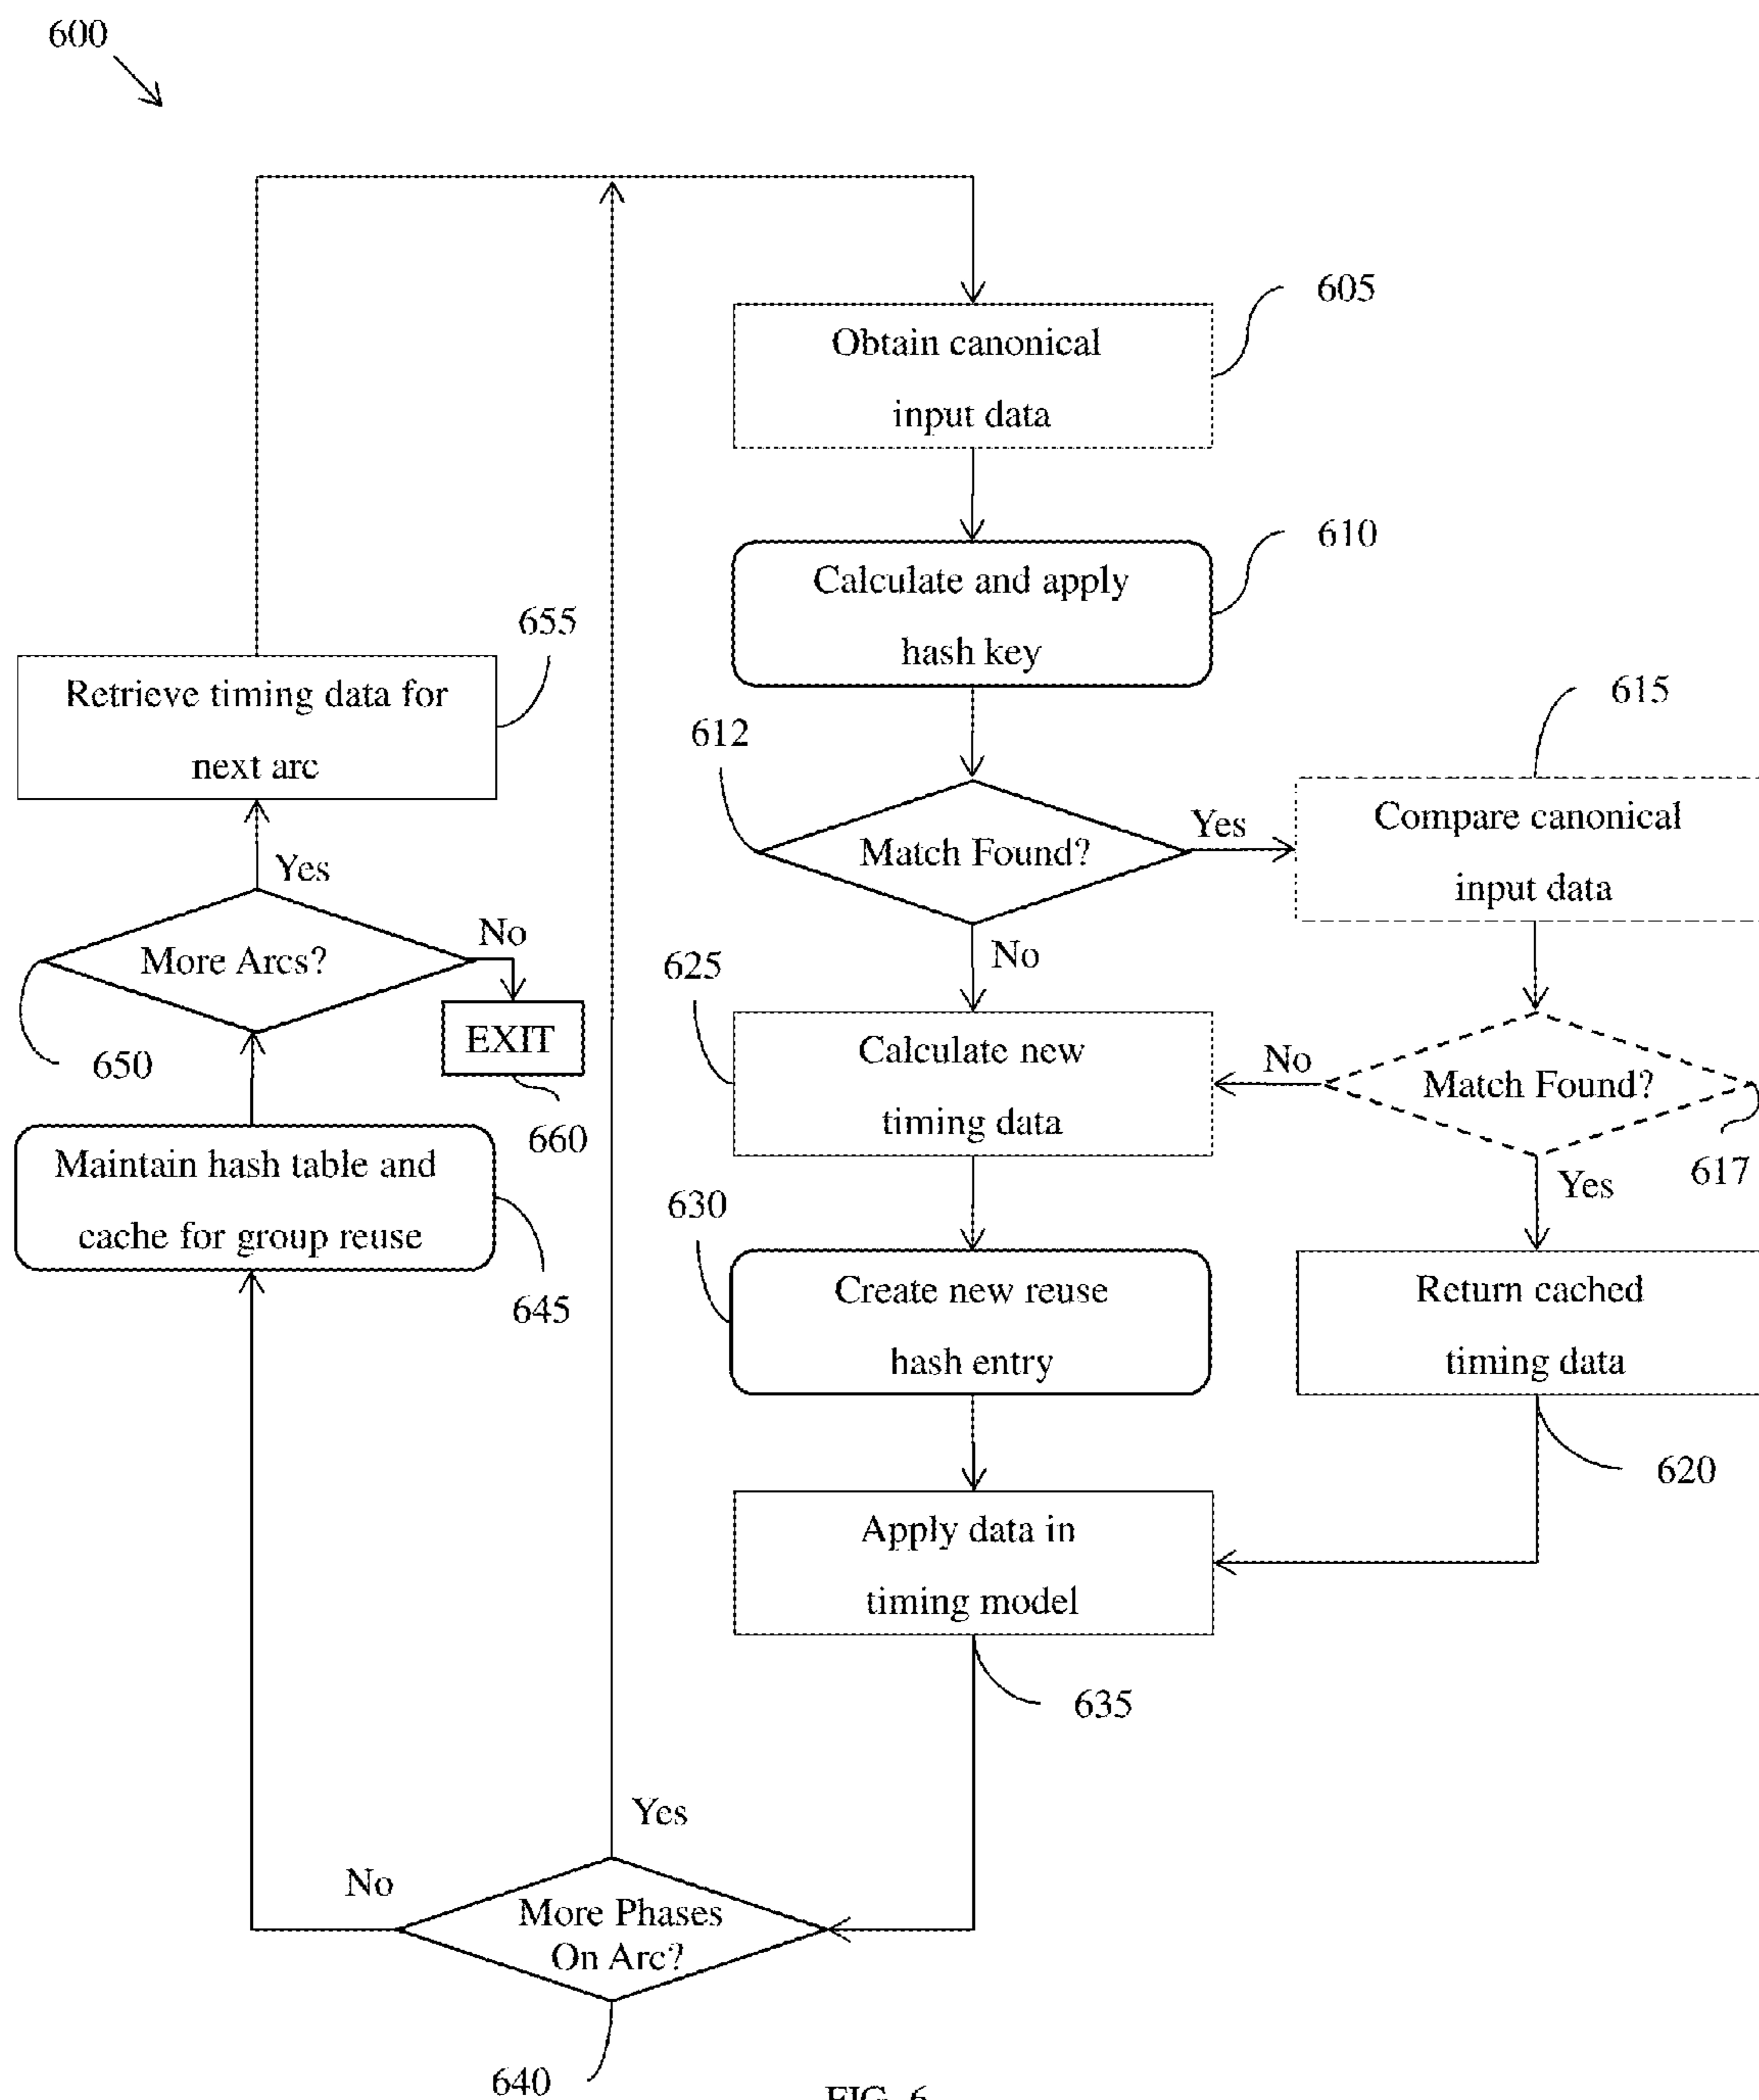 600
605
Obtain canonical
input data
610
Calculate and apply
hash key
655
Retrieve timing data for
next arc
615
612
Compare canonical
input data
Yes
Match Found?
Yes
No
More Arcs?
No
625
EXIT
650
660
Calculate new
timing data
No
Match Found?
617
Yes
Maintain hash table and
cache for group reuse
645
630
Create new reuse
hash entry
Return cached
timing data
620
Apply data in
timing model
635
Yes
No
More Phases
On Arc?
640
FIG. 6